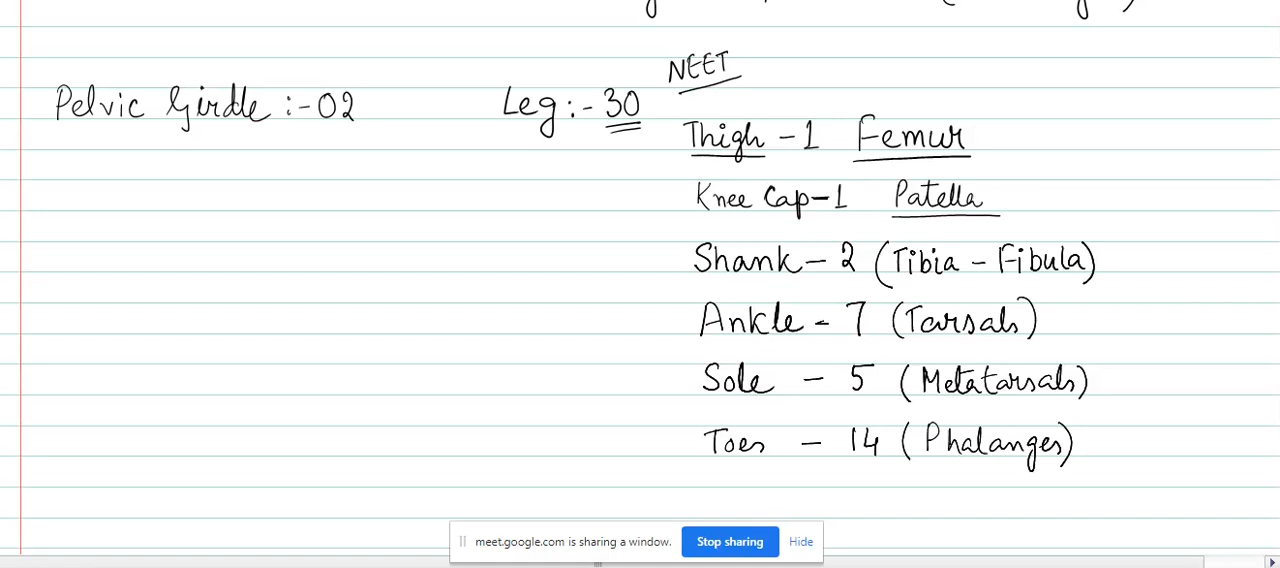 NEET
Pelvic Girdle :- 02 Leg :- 30
Thigh - 1 Femur
Knee Cap - 1 Patella
Shank - 2 (Tibia - Fibula)
Ankle - 7 (Tarsals)
Sole - 5 (Metatarsals)
Toes - 14 (Phalanges)
meet.google.com is sharing a window. Stop sharing Hide